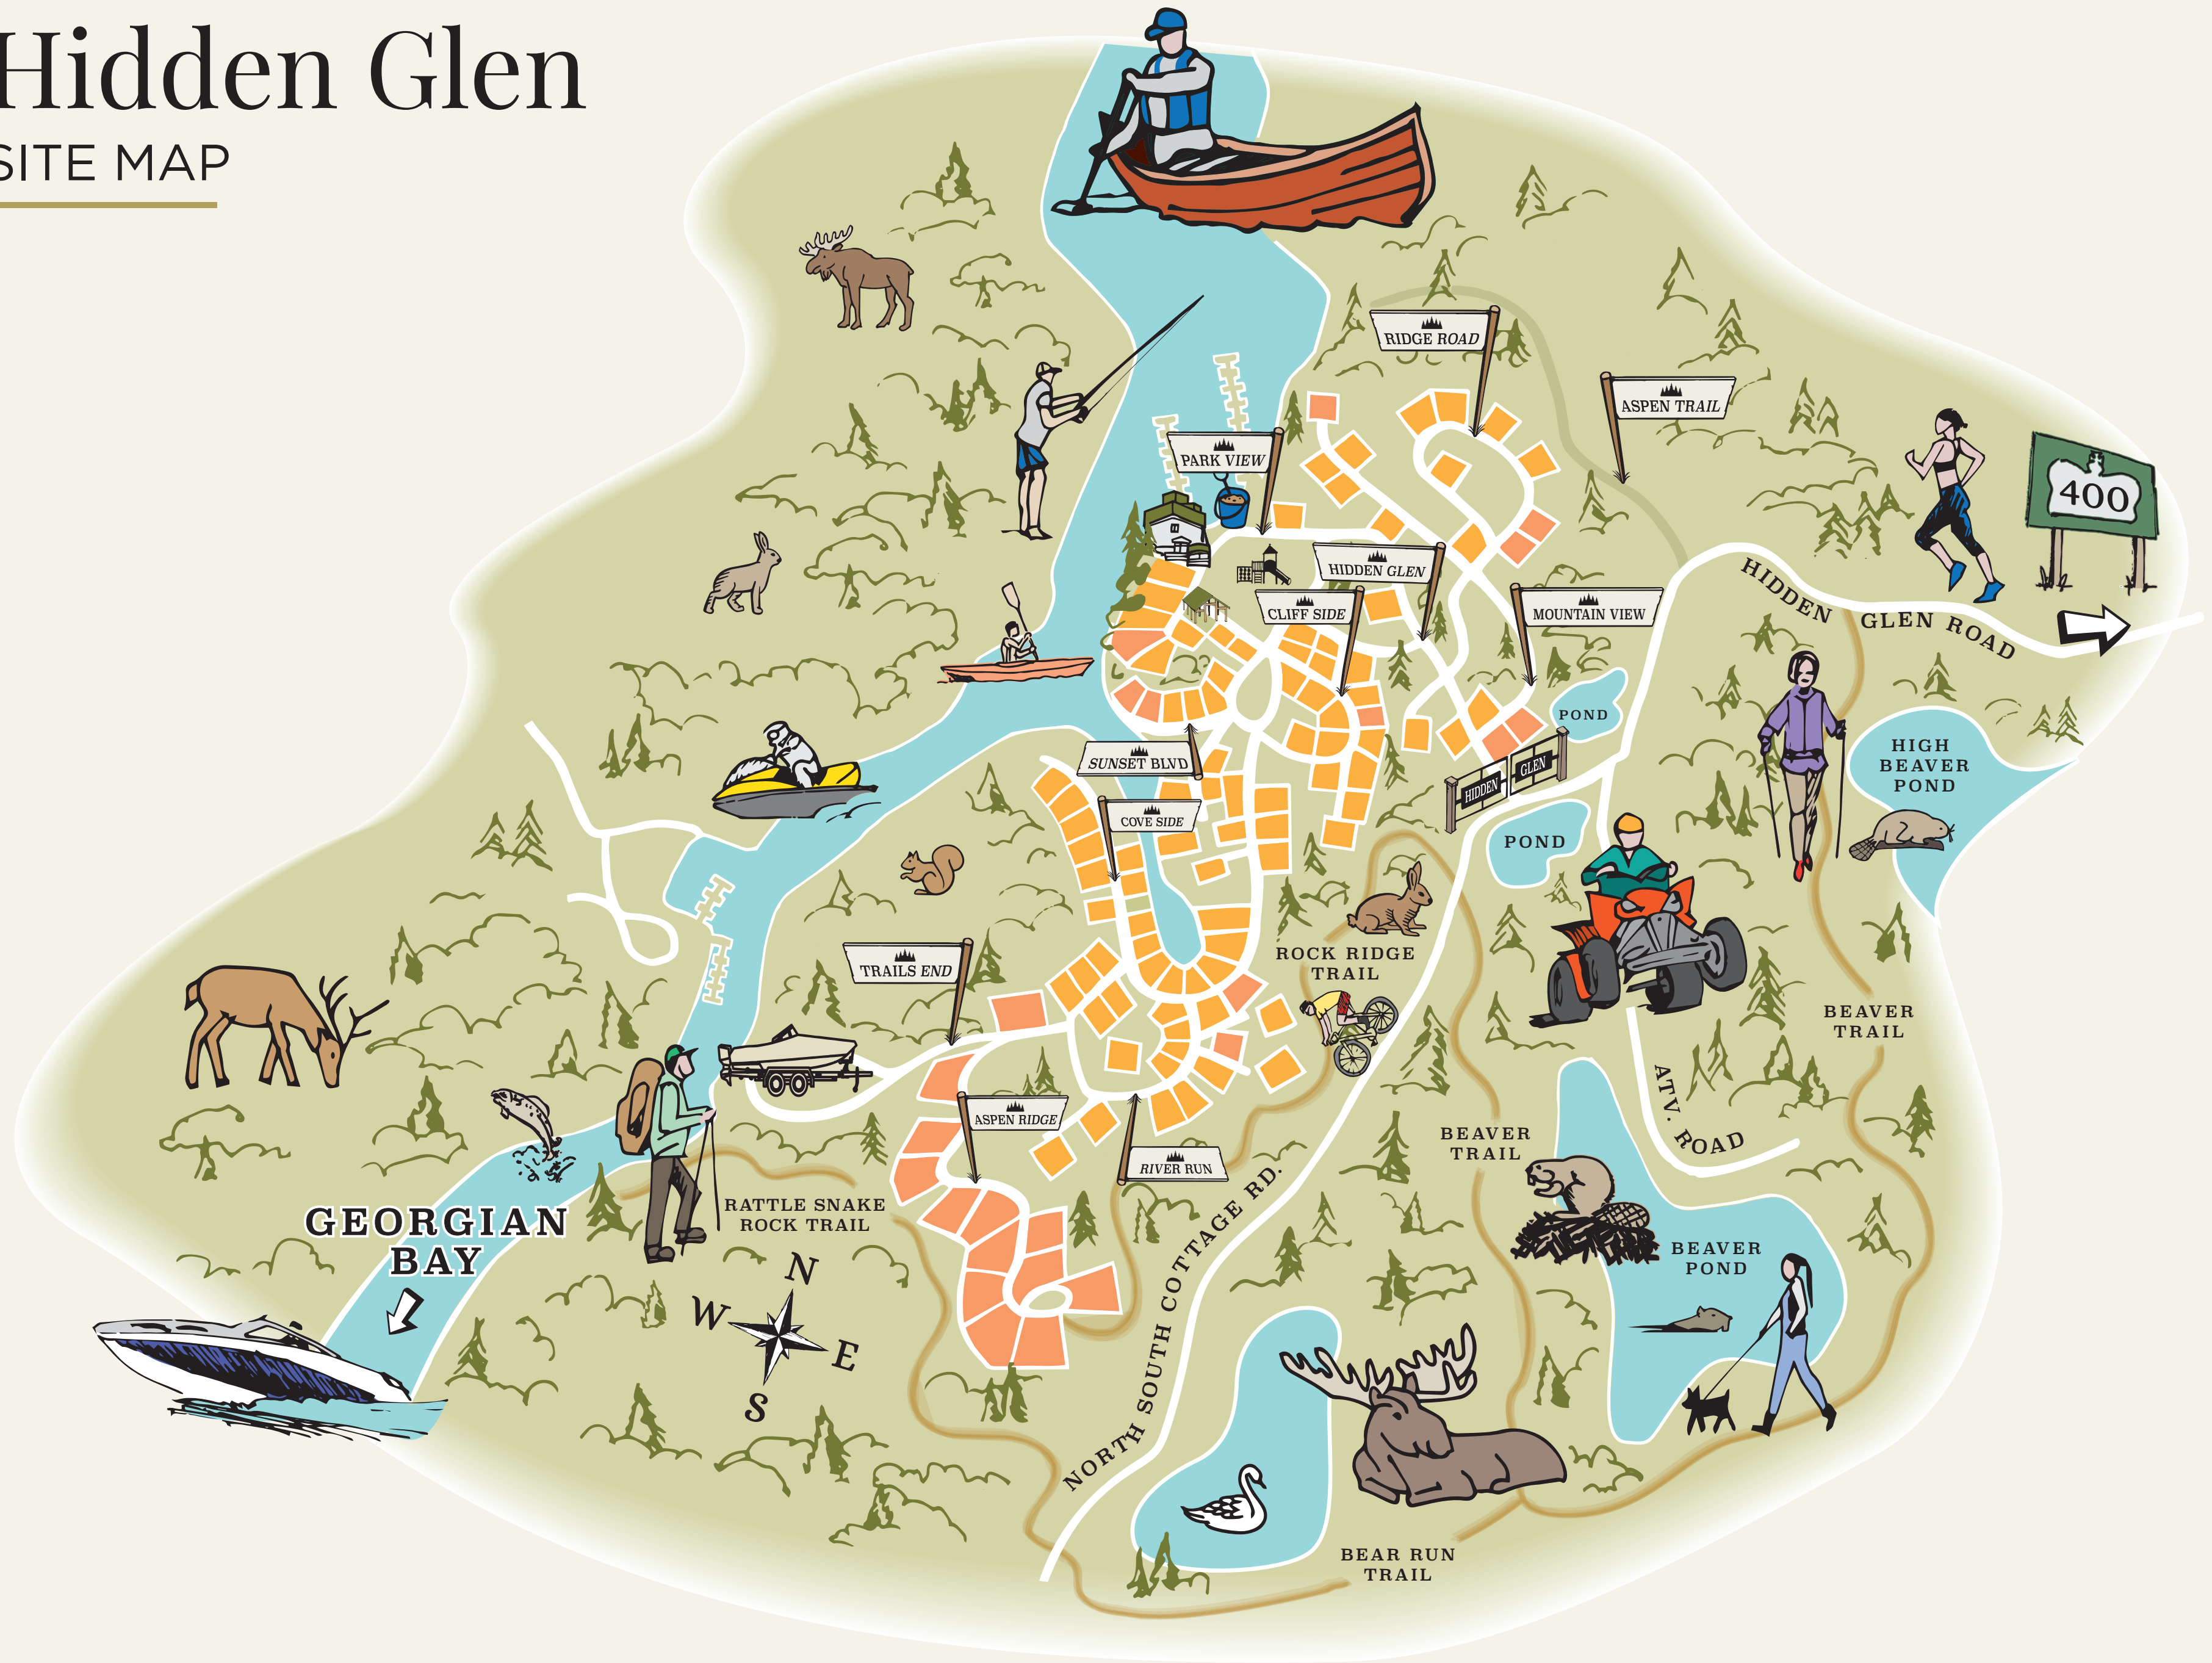 Hidden Glen
SITE MAP
RIDGE ROAD
ASPEN TRAIL
PARK VIEW
400
HIDDEN GLEN
CLIFF SIDE
MOUNTAIN VIEW
HIDDEN GLEN ROAD
POND
SUNSET BLVD
HIDDEN GLEN
HIGH
BEAVER
POND
COVE SIDE
POND
ROCK RIDGE
TRAIL
TRAILS END
BEAVER
TRAIL
ATV. ROAD
ASPEN RIDGE
RIVER RUN
BEAVER
TRAIL
RATTLE SNAKE
ROCK TRAIL
GEORGIAN
BAY
BEAVER
POND
N
W
E
S
NORTH SOUTH COTTAGE RD.
BEAR RUN
TRAIL